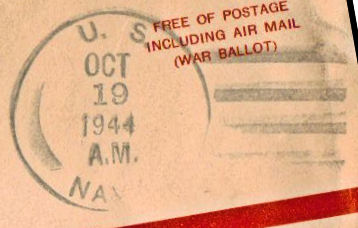 U. S.
OCT
19
1944
A.M.
FREE OF POSTAGE
INCLUDING AIR MAIL
(WAR BALLOT)